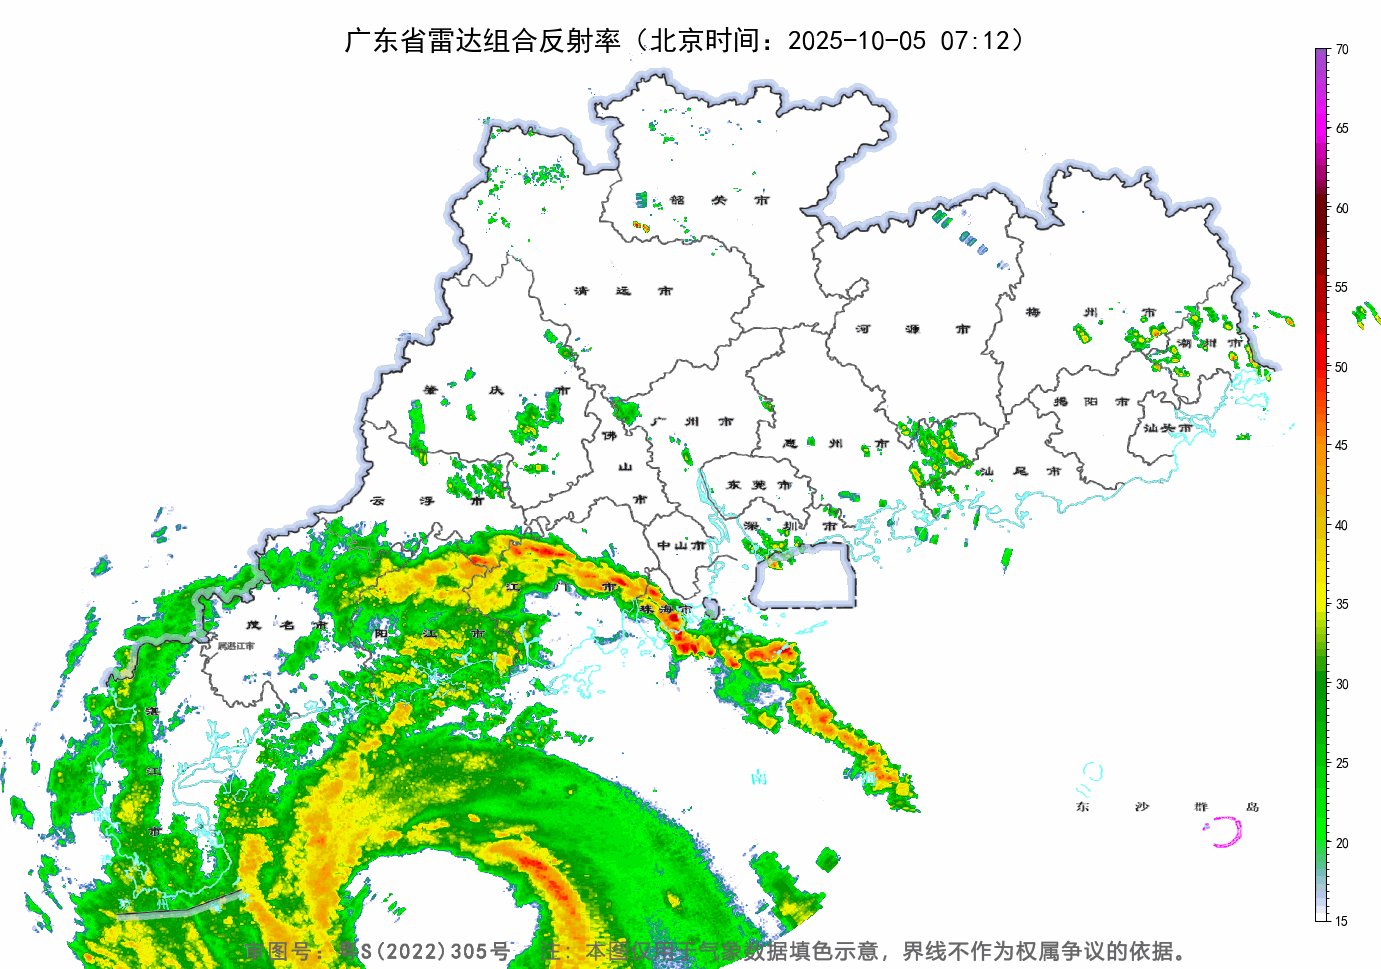 广东省雷达组合反射率（北京时间：2025-10-05 07:12）
70
65
60
55
50
45
40
35
30
25
20
15
韶关市
清远市
河源市
梅州市
潮州市
肇庆市
揭阳市
汕头市
广州市
佛山市
惠州市
汕尾市
云浮市
东莞市
深圳市
中山市
江门市
珠海市
茂名市
阳江市
属湛江市
湛江市
南海
东沙群岛
审图号：粤S(2022)305号 注：本图仅用于气象数据填色示意，界线不作为权属争议的依据。